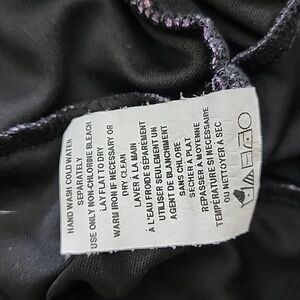 HAND WASH COLD WATER
SEPARATELY
USE ONLY NON-CHLORINE BLEACH
LAY FLAT TO DRY
WARM IRON IF NECESSARY OR
DRY CLEAN
LAVER À LA MAIN
À L'EAU FROIDE SÉPARÉMENT
UTILISER SEULEMENT UN
AGENT DE BLANCHIMENT
SANS CHLORE
SÉCHER À PLAT
REPASSER À MOYENNE
TEMPÉRATURE SI NÉCESSAIRE
OU NETTOYER À SEC